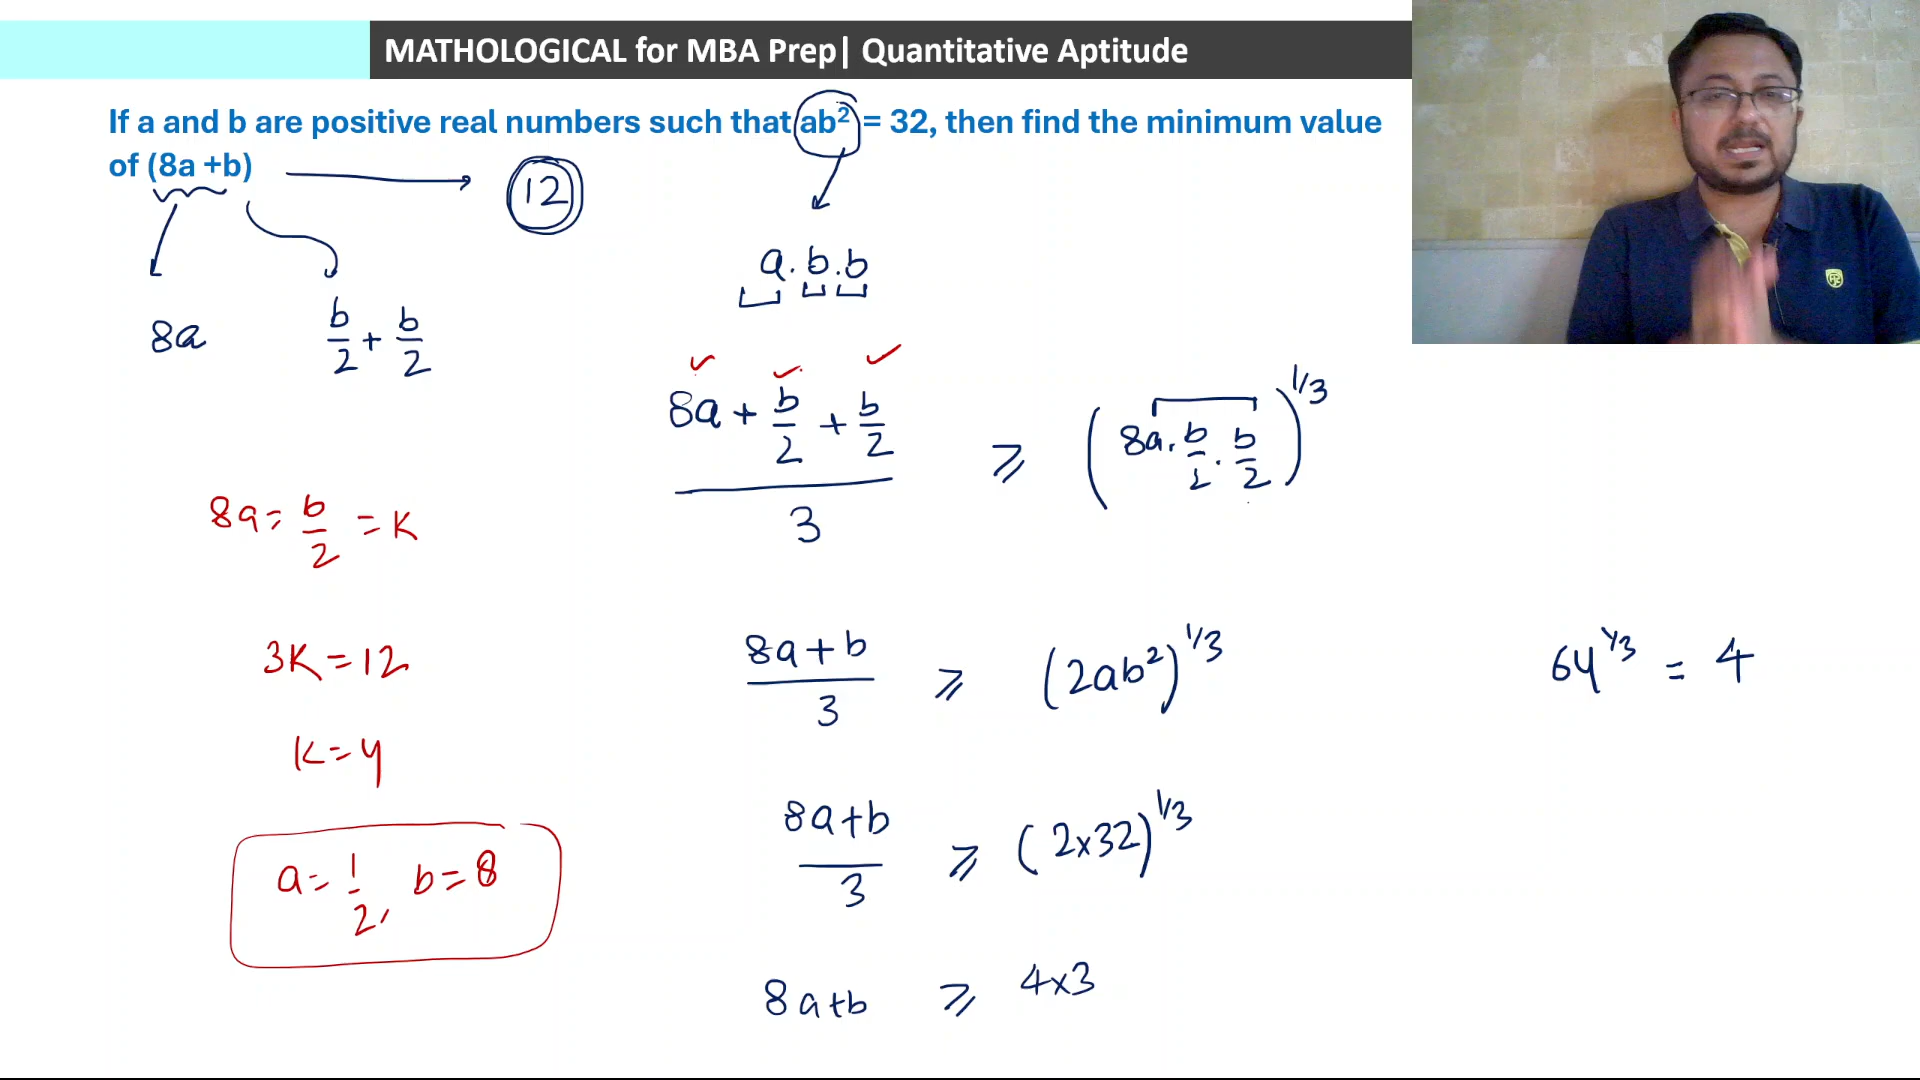 MATHOLOGICAL for MBA Prep| Quantitative Aptitude
If a and b are positive real numbers such that ab² = 32, then find the minimum value
of (8a +b)
12
a.b.b
8a b/2 + b/2
(8a + b/2 + b/2)/3 ⩾ (8a. b/2 . b/2)^1/3
8a = b/2 = K
(8a+b)/3 ⩾ (2ab²)^1/3
64^1/3 = 4
3K = 12
K = 4
(8a+b)/3 ⩾ (2x32)^1/3
a = 1/2, b = 8
8a+b ⩾ 4x3